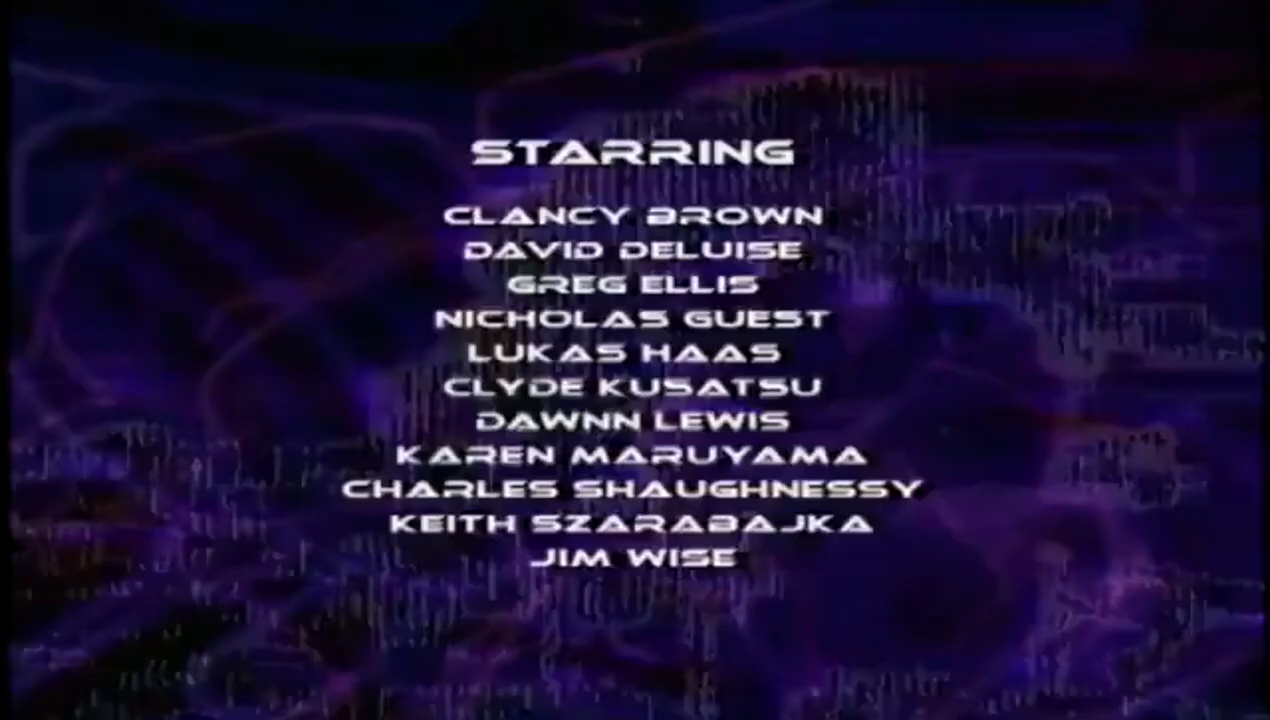 STARRING
CLANCY BROWN
DAVID DELUISE
GREG ELLIS
NICHOLAS GUEST
LUKAS HAAS
CLYDE KUSATSU
DAWNN LEWIS
KAREN MARUYAMA
CHARLES SHAUGHNESSY
KEITH SZARABAJKA
JIM WISE